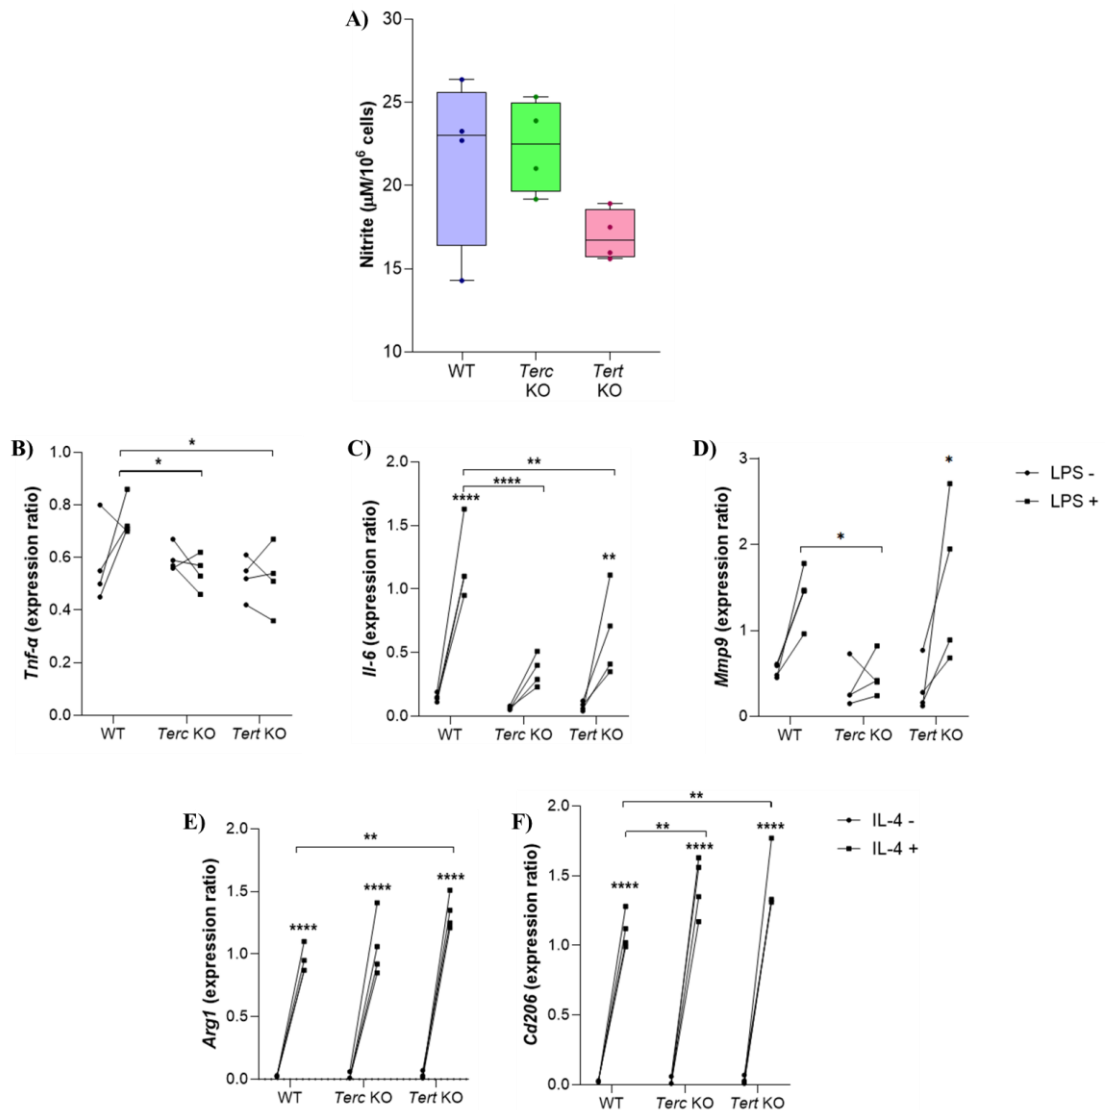 A)
Nitrite (µM/10⁶ cells)
30
25
20
15
10
WT
Terc
KO
Tert
KO
B)
Tnf-α (expression ratio)
1.0
0.8
0.6
0.4
0.2
0.0
*
*
WT
Terc KO
Tert KO
C)
Il-6 (expression ratio)
2.0
1.5
1.0
0.5
0.0
**
****
****
**
WT
Terc KO
Tert KO
D)
Mmp9 (expression ratio)
3
2
1
0
*
*
WT
Terc KO
Tert KO
LPS -
LPS +
E)
Arg1 (expression ratio)
2.0
1.5
1.0
0.5
0.0
**
****
****
****
WT
Terc KO
Tert KO
F)
Cd206 (expression ratio)
2.0
1.5
1.0
0.5
0.0
**
**
****
****
****
WT
Terc KO
Tert KO
IL-4 -
IL-4 +